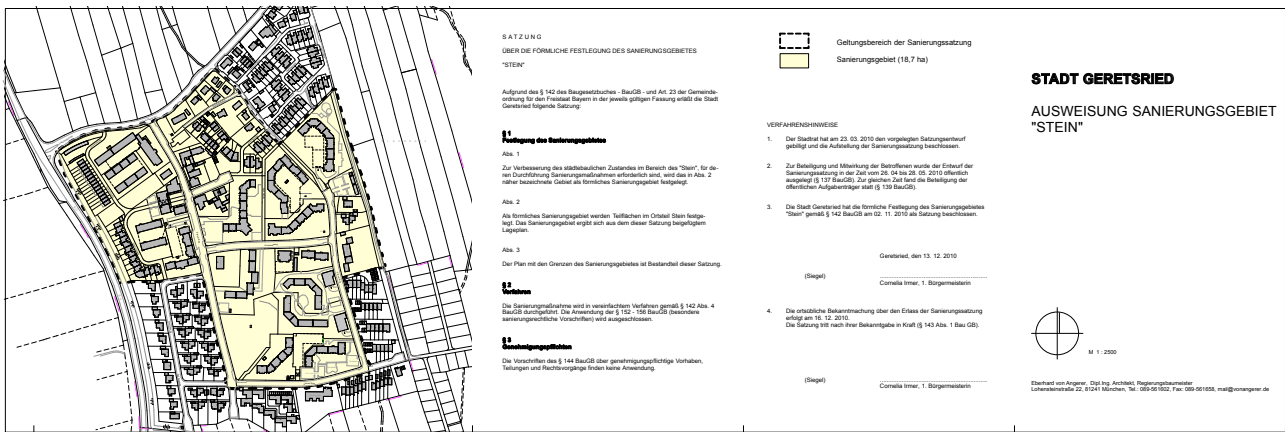 S A T Z U N G
ÜBER DIE FÖRMLICHE FESTLEGUNG DES SANIERUNGSGEBIETES
"STEIN"
Aufgrund des § 142 des Baugesetzbuches - BauGB - und Art. 23 der Gemeinde-
ordnung für den Freistaat Bayern in der jeweils gültigen Fassung erläßt die Stadt
Geretsried folgende Satzung:
§ 1
Festlegung des Sanierungsgebietes
Abs. 1
Zur Verbesserung des städtebaulichen Zustandes im Bereich des "Stein", für de-
ren Durchführung Sanierungsmaßnahmen erforderlich sind, wird das in Abs. 2
näher bezeichnete Gebiet als förmliches Sanierungsgebiet festgelegt.
Abs. 2
Als förmliches Sanierungsgebiet werden Teilflächen im Ortsteil Stein festge-
legt. Das Sanierungsgebiet ergibt sich aus dem dieser Satzung beigefügtem
Lageplan.
Abs. 3
Der Plan mit den Grenzen des Sanierungsgebietes ist Bestandteil dieser Satzung.
§ 2
Verfahren
Die Sanierungmaßnahme wird in vereinfachtem Verfahren gemäß § 142 Abs. 4
BauGB durchgeführt. Die Anwendung der § 152 - 156 BauGB (besondere
sanierungsrechtliche Vorschriften) wird ausgeschlossen.
§ 3
Genehmigungspflichten
Die Vorschriften des § 144 BauGB über genehmigungspflichtige Vorhaben,
Teilungen und Rechtsvorgänge finden keine Anwendung.
Geltungsbereich der Sanierungssatzung
Sanierungsgebiet (18,7 ha)
VERFAHRENSHINWEISE
1. Der Stadtrat hat am 23. 03. 2010 den vorgelegten Satzungsentwurf
gebilligt und die Aufstellung der Sanierungssatzung beschlossen.
2. Zur Beteiligung und Mitwirkung der Betroffenen wurde der Entwurf der
Sanierungssatzung in der Zeit vom 26. 04 bis 28. 05. 2010 öffentlich
ausgelegt (§ 137 BauGB). Zur gleichen Zeit fand die Beteiligung der
öffentlichen Aufgabenträger statt (§ 139 BauGB).
3. Die Stadt Geretsried hat die förmliche Festlegung des Sanierungsgebietes
"Stein" gemäß § 142 BauGB am 02. 11. 2010 als Satzung beschlossen.
Geretsried, den 13. 12. 2010
(Siegel)
Cornelia Irmer, 1. Bürgermeisterin
4. Die ortsübliche Bekanntmachung über den Erlass der Sanierungssatzung
erfolgt am 16. 12. 2010.
Die Satzung tritt nach ihrer Bekanntgabe in Kraft (§ 143 Abs. 1 Bau GB).
(Siegel)
Cornelia Irmer, 1. Bürgermeisterin
STADT GERETSRIED
AUSWEISUNG SANIERUNGSGEBIET
"STEIN"
M 1 : 2500
Eberhard von Angerer, Dipl.Ing. Architekt, Regierungsbaumeister
Lohensteinstraße 22, 81241 München, Tel.: 089-561602, Fax: 089-561658, mail@vonangerer.de